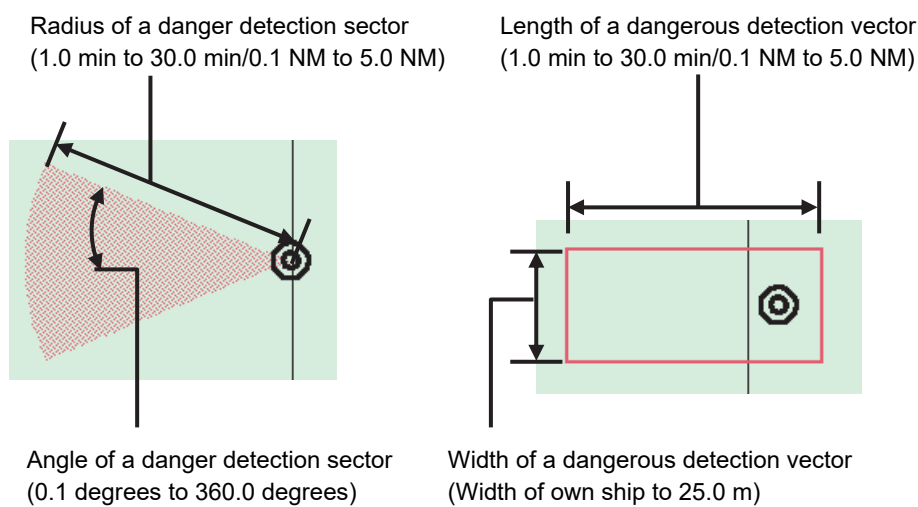 Radius of a danger detection sector
(1.0 min to 30.0 min/0.1 NM to 5.0 NM)
Length of a dangerous detection vector
(1.0 min to 30.0 min/0.1 NM to 5.0 NM)
Angle of a danger detection sector
(0.1 degrees to 360.0 degrees)
Width of a dangerous detection vector
(Width of own ship to 25.0 m)